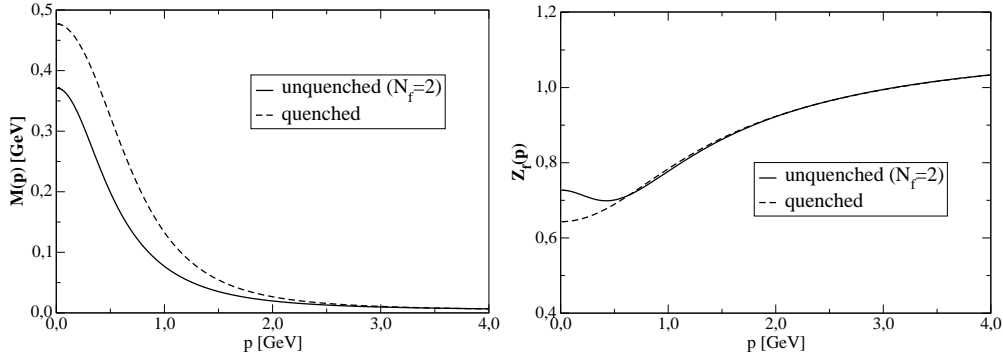 0,5
0,4
0,3
0,2
0,1
0,0
M(p) [GeV]
unquenched (N_f=2)
quenched
0,0 1,0 2,0 3,0 4,0
p [GeV]
1,2
1,0
0,8
0,6
0,4
Z_f(p)
unquenched (N_f=2)
quenched
0,0 1,0 2,0 3,0 4,0
p [GeV]